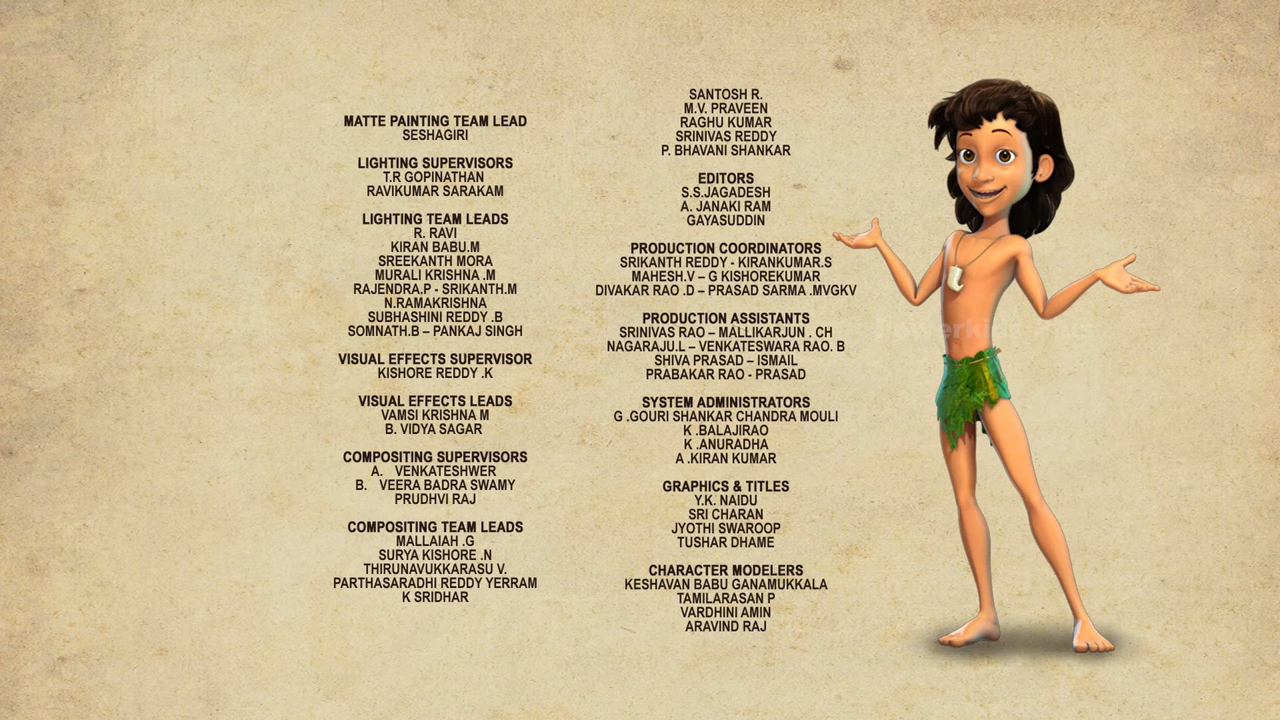 MATTE PAINTING TEAM LEAD
SESHAGIRI
LIGHTING SUPERVISORS
T.R GOPINATHAN
RAVIKUMAR SARAKAM
LIGHTING TEAM LEADS
R. RAVI
KIRAN BABU.M
SREEKANTH MORA
MURALI KRISHNA .M
RAJENDRA.P - SRIKANTH.M
N.RAMAKRISHNA
SUBHASHINI REDDY .B
SOMNATH.B – PANKAJ SINGH
VISUAL EFFECTS SUPERVISOR
KISHORE REDDY .K
VISUAL EFFECTS LEADS
VAMSI KRISHNA M
B. VIDYA SAGAR
COMPOSITING SUPERVISORS
A. VENKATESHWER
B. VEERA BADRA SWAMY
PRUDHVI RAJ
COMPOSITING TEAM LEADS
MALLAIAH .G
SURYA KISHORE .N
THIRUNAVUKKARASU V.
PARTHASARADHI REDDY YERRAM
K SRIDHAR
SANTOSH R.
M.V. PRAVEEN
RAGHU KUMAR
SRINIVAS REDDY
P. BHAVANI SHANKAR
EDITORS
S.S.JAGADESH
A. JANAKI RAM
GAYASUDDIN
PRODUCTION COORDINATORS
SRIKANTH REDDY - KIRANKUMAR.S
MAHESH.V – G KISHOREKUMAR
DIVAKAR RAO .D – PRASAD SARMA .MVGKV
PRODUCTION ASSISTANTS
SRINIVAS RAO – MALLIKARJUN . CH
NAGARAJU.L – VENKATESWARA RAO. B
SHIVA PRASAD – ISMAIL
PRABAKAR RAO - PRASAD
SYSTEM ADMINISTRATORS
G .GOURI SHANKAR CHANDRA MOULI
K .BALAJIRAO
K .ANURADHA
A .KIRAN KUMAR
GRAPHICS & TITLES
Y.K. NAIDU
SRI CHARAN
JYOTHI SWAROOP
TUSHAR DHAME
CHARACTER MODELERS
KESHAVAN BABU GANAMUKKALA
TAMILARASAN P
VARDHINI AMIN
ARAVIND RAJ